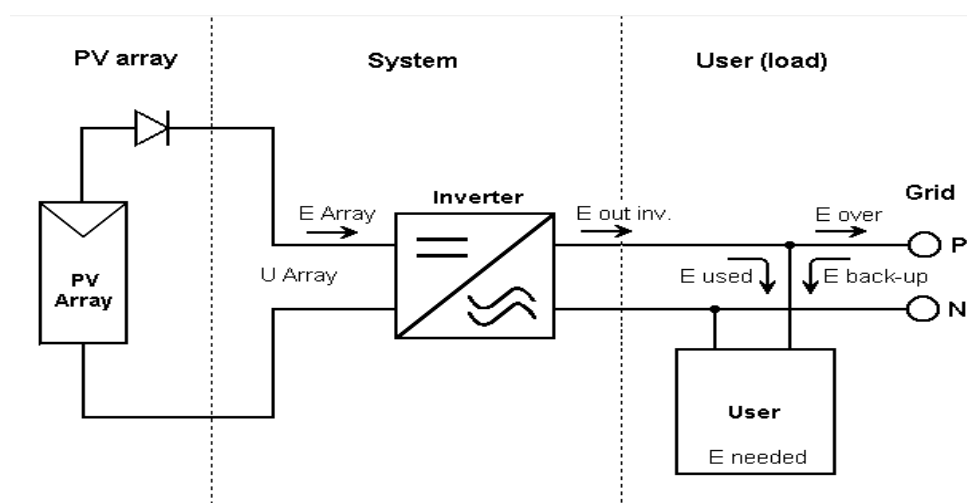 PV array
System
User (load)
Inverter
Grid
E Array
E out inv.
E over
P
U Array
E used
E back-up
PV
Array
N
User
E needed